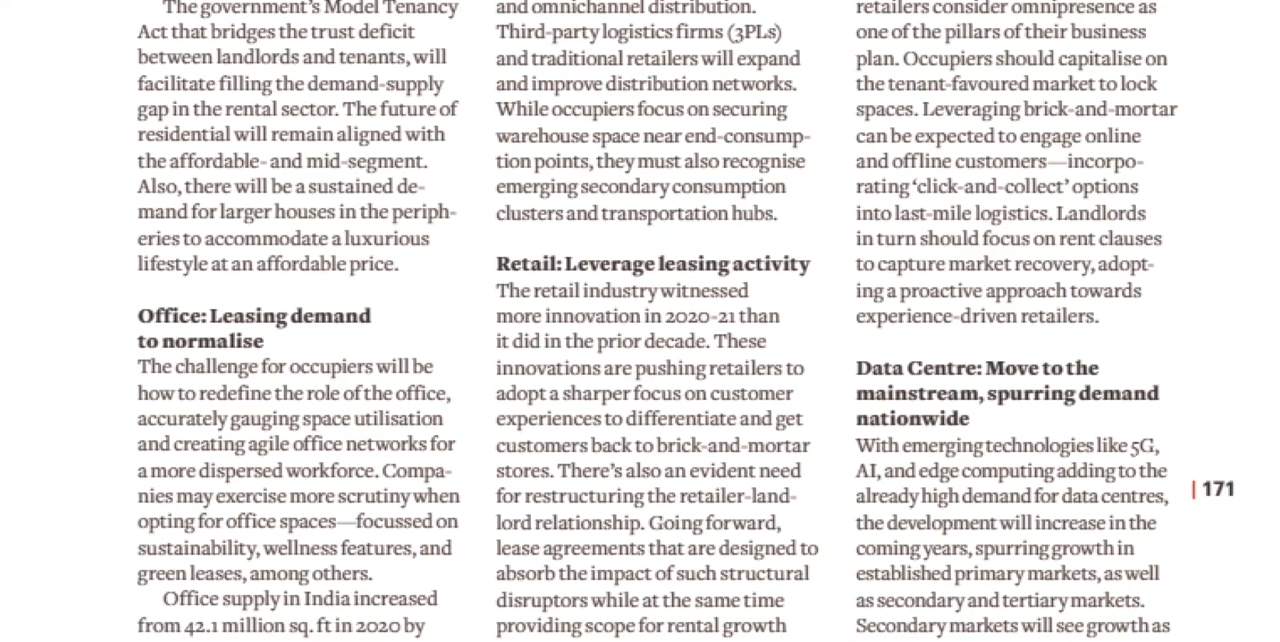 The government's Model Tenancy
Act that bridges the trust deficit
between landlords and tenants, will
facilitate filling the demand-supply
gap in the rental sector. The future of
residential will remain aligned with
the affordable- and mid-segment.
Also, there will be a sustained de-
mand for larger houses in the periph-
eries to accommodate a luxurious
lifestyle at an affordable price.
Office: Leasing demand
to normalise
The challenge for occupiers will be
how to redefine the role of the office,
accurately gauging space utilisation
and creating agile office networks for
a more dispersed workforce. Compa-
nies may exercise more scrutiny when
opting for office spaces—focussed on
sustainability, wellness features, and
green leases, among others.
Office supply in India increased
from 42.1 million sq. ft in 2020 by
and omnichannel distribution.
Third-party logistics firms (3PLs)
and traditional retailers will expand
and improve distribution networks.
While occupiers focus on securing
warehouse space near end-consump-
tion points, they must also recognise
emerging secondary consumption
clusters and transportation hubs.
Retail: Leverage leasing activity
The retail industry witnessed
more innovation in 2020-21 than
it did in the prior decade. These
innovations are pushing retailers to
adopt a sharper focus on customer
experiences to differentiate and get
customers back to brick-and-mortar
stores. There's also an evident need
for restructuring the retailer-land-
lord relationship. Going forward,
lease agreements that are designed to
absorb the impact of such structural
disruptors while at the same time
providing scope for rental growth
retailers consider omnipresence as
one of the pillars of their business
plan. Occupiers should capitalise on
the tenant-favoured market to lock
spaces. Leveraging brick-and-mortar
can be expected to engage online
and offline customers—incorpo-
rating 'click-and-collect' options
into last-mile logistics. Landlords
in turn should focus on rent clauses
to capture market recovery, adopt-
ing a proactive approach towards
experience-driven retailers.
Data Centre: Move to the
mainstream, spurring demand
nationwide
With emerging technologies like 5G,
AI, and edge computing adding to the
already high demand for data centres,
the development will increase in the
coming years, spurring growth in
established primary markets, as well
as secondary and tertiary markets.
Secondary markets will see growth as
| 171